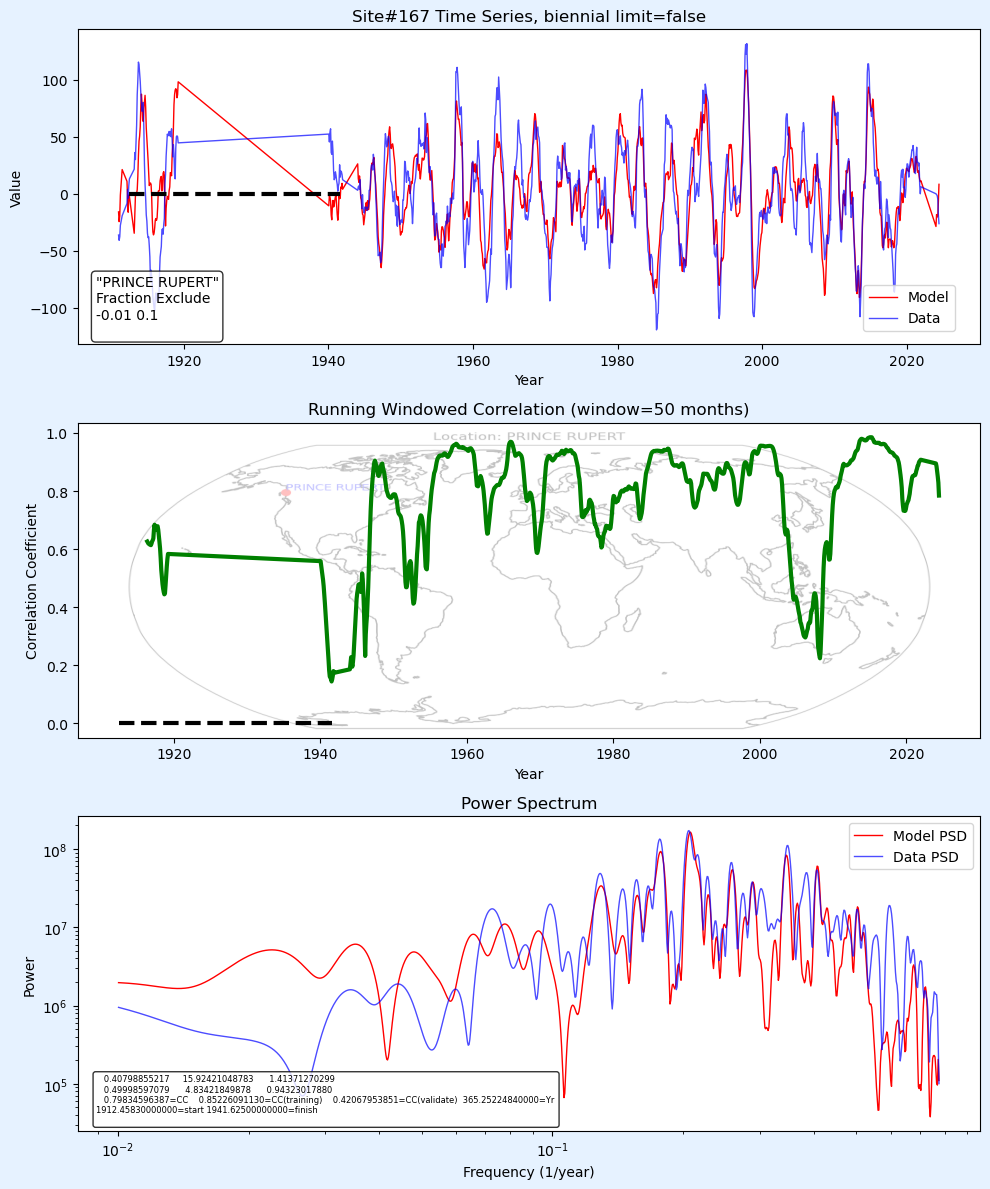 Site#167 Time Series, biennial limit=false
Value
100
50
0
−50
−100
"PRINCE RUPERT"
Fraction Exclude
-0.01 0.1
Model
Data
1920 1940 1960 1980 2000 2020
Year
Running Windowed Correlation (window=50 months)
Location: PRINCE RUPERT
PRINCE RUPERT
Correlation Coefficient
1.0
0.8
0.6
0.4
0.2
0.0
1920 1940 1960 1980 2000 2020
Year
Power Spectrum
Model PSD
Data PSD
Power
10^8
10^7
10^6
10^5
0.40798855217 15.92421048783 1.41371270299
0.49998597079 4.83421849878 0.94323017880
0.79834596387=CC 0.85226091130=CC(training) 0.42067953851=CC(validate) 365.25224840000=Yr
1912.45830000000=start 1941.62500000000=finish
10^−2 10^−1
Frequency (1/year)